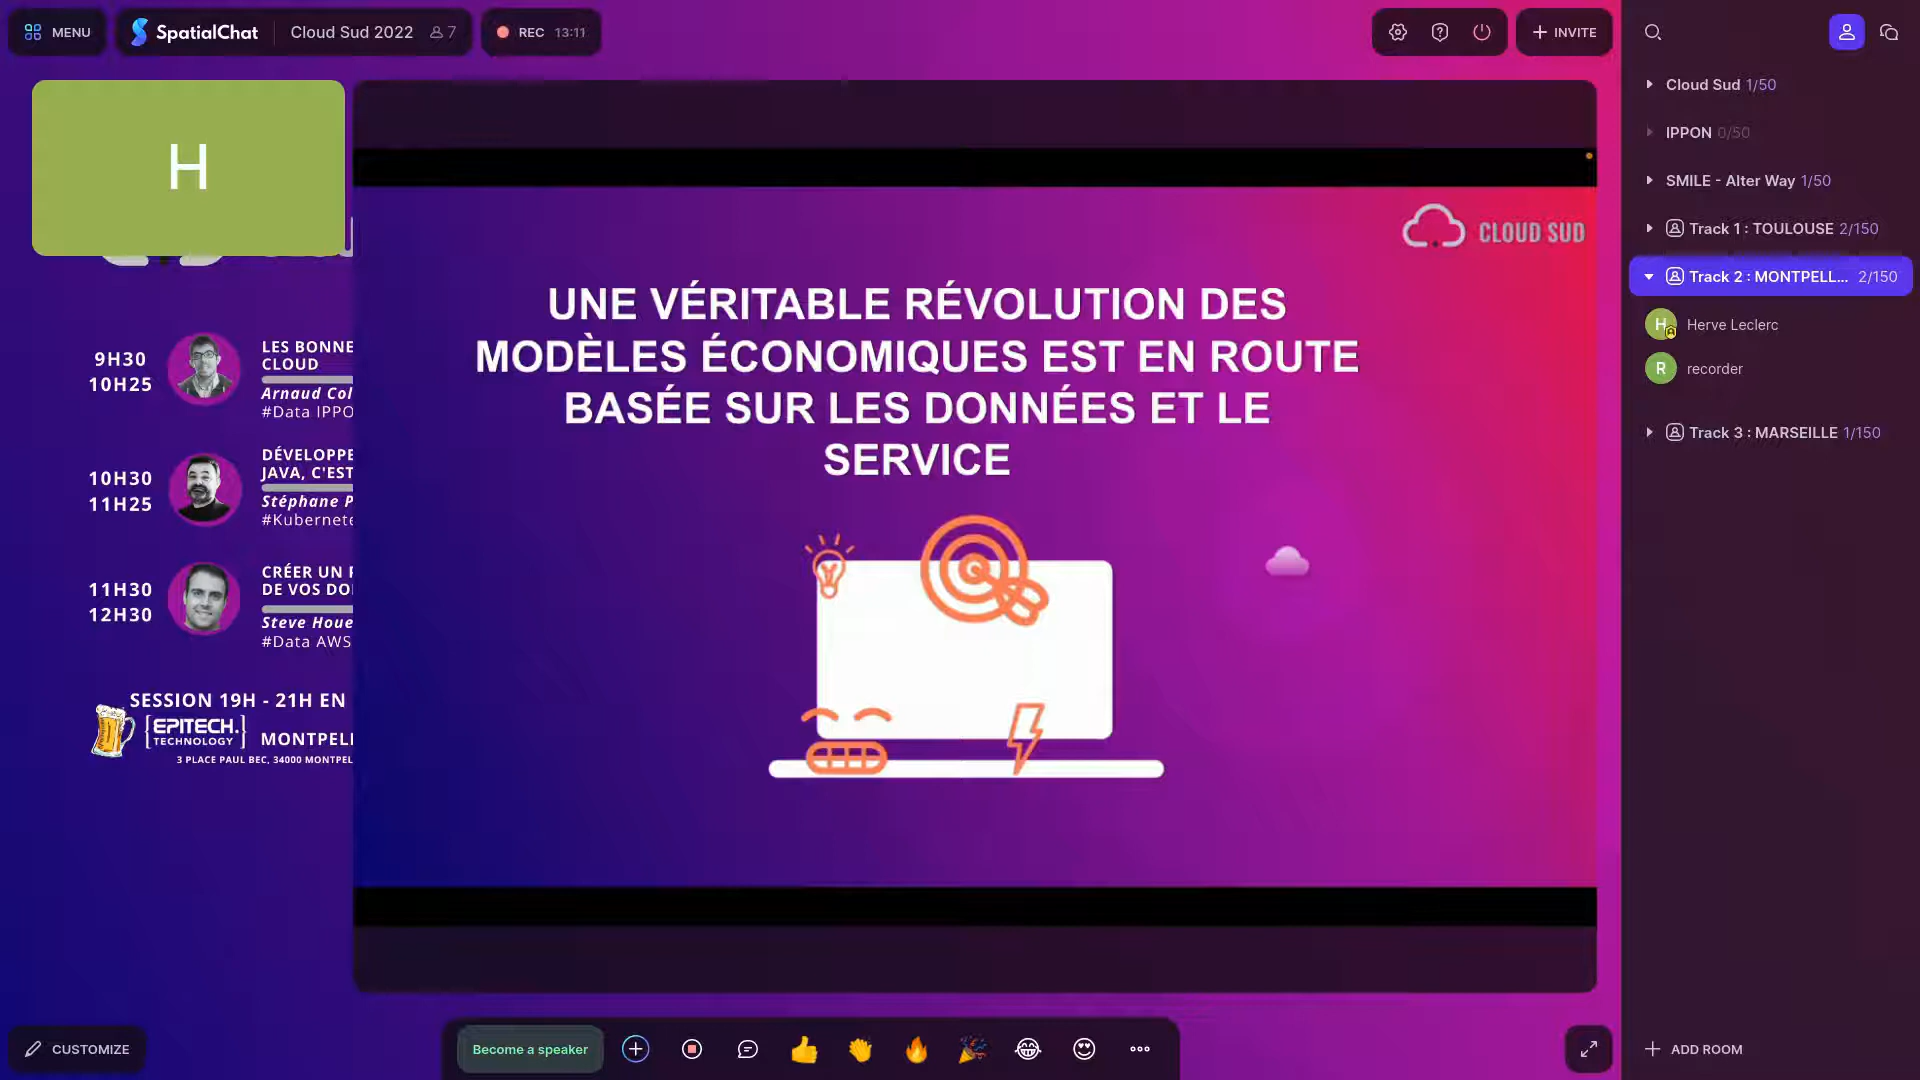 MENU
SpatialChat
Cloud Sud 2022
7
REC 13:11
INVITE
H
9H30
10H25
LES BONNE
CLOUD
Arnaud Col
#Data IPPO
10H30
11H25
DÉVELOPPE
JAVA, C'EST
Stéphane P
#Kubernete
11H30
12H30
CRÉER UN
DE VOS DO
Steve Houe
#Data AWS
SESSION 19H - 21H EN
[EPITECH.]
TECHNOLOGY
MONTPEL
3 PLACE PAUL BEC, 34000 MONTPEL
CLOUD SUD
UNE VÉRITABLE RÉVOLUTION DES
MODÈLES ÉCONOMIQUES EST EN ROUTE
BASÉE SUR LES DONNÉES ET LE
SERVICE
Cloud Sud 1/50
IPPON 0/50
SMILE - Alter Way 1/50
Track 1 : TOULOUSE 2/150
Track 2 : MONTPELL... 2/150
H Herve Leclerc
R recorder
Track 3 : MARSEILLE 1/150
CUSTOMIZE
Become a speaker
ADD ROOM